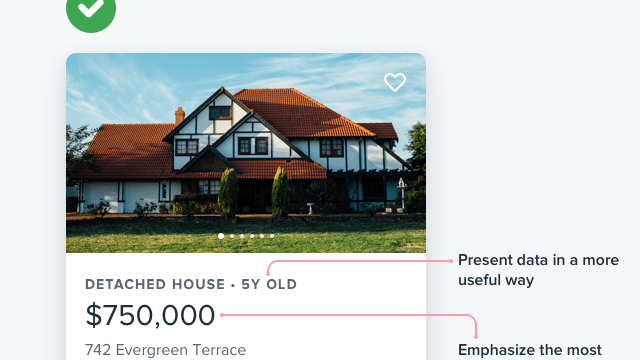 DETACHED HOUSE • 5Y OLD
$750,000
742 Evergreen Terrace
Present data in a more
useful way
Emphasize the most